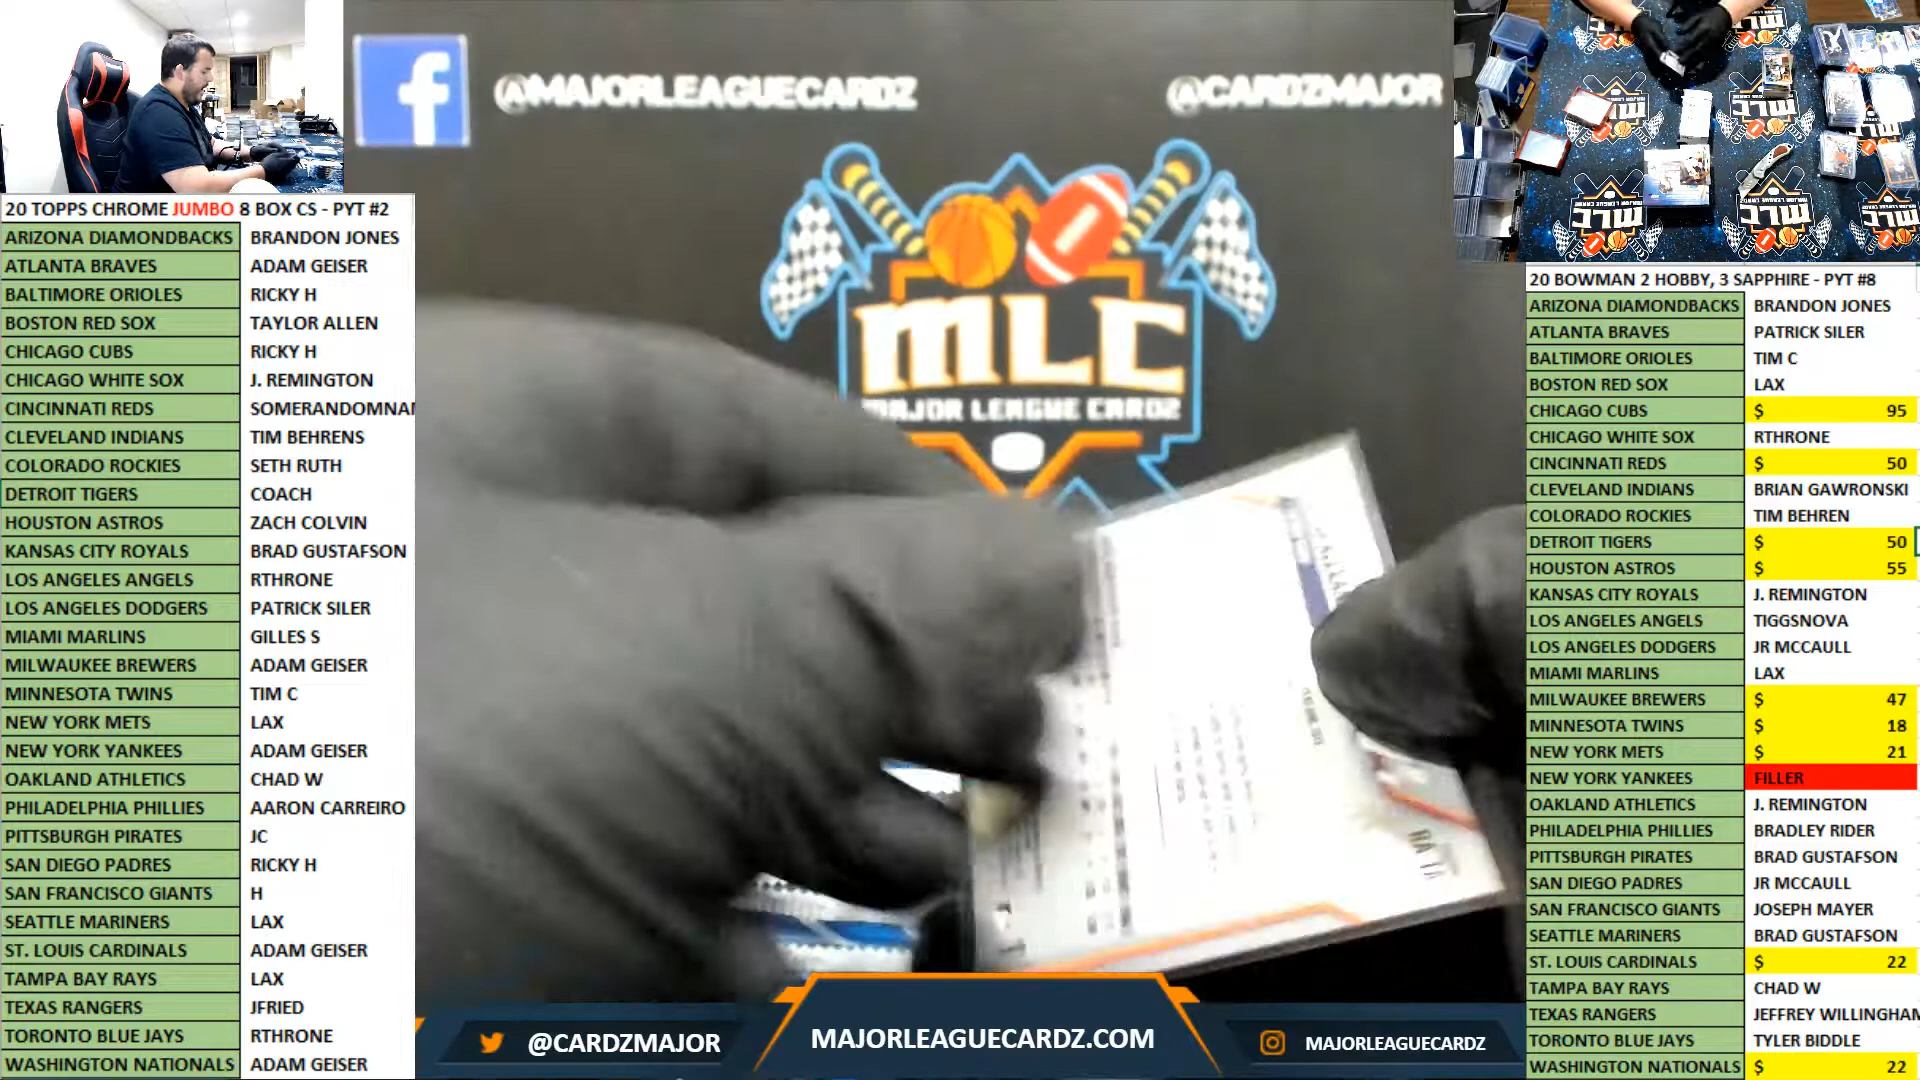 @MAJORLEAGUECARDZ
@CARDZMAJOR
MLC
MAJOR LEAGUE CARDZ
20 TOPPS CHROME JUMBO 8 BOX CS - PYT #2
ARIZONA DIAMONDBACKS BRANDON JONES
ATLANTA BRAVES ADAM GEISER
BALTIMORE ORIOLES RICKY H
BOSTON RED SOX TAYLOR ALLEN
CHICAGO CUBS RICKY H
CHICAGO WHITE SOX J. REMINGTON
CINCINNATI REDS SOMERANDOMNA
CLEVELAND INDIANS TIM BEHRENS
COLORADO ROCKIES SETH RUTH
DETROIT TIGERS COACH
HOUSTON ASTROS ZACH COLVIN
KANSAS CITY ROYALS BRAD GUSTAFSON
LOS ANGELES ANGELS RTHRONE
LOS ANGELES DODGERS PATRICK SILER
MIAMI MARLINS GILLES S
MILWAUKEE BREWERS ADAM GEISER
MINNESOTA TWINS TIM C
NEW YORK METS LAX
NEW YORK YANKEES ADAM GEISER
OAKLAND ATHLETICS CHAD W
PHILADELPHIA PHILLIES AARON CARREIRO
PITTSBURGH PIRATES JC
SAN DIEGO PADRES RICKY H
SAN FRANCISCO GIANTS H
SEATTLE MARINERS LAX
ST. LOUIS CARDINALS ADAM GEISER
TAMPA BAY RAYS LAX
TEXAS RANGERS JFRIED
TORONTO BLUE JAYS RTHRONE
WASHINGTON NATIONALS ADAM GEISER
20 BOWMAN 2 HOBBY, 3 SAPPHIRE - PYT #8
ARIZONA DIAMONDBACKS BRANDON JONES
ATLANTA BRAVES PATRICK SILER
BALTIMORE ORIOLES TIM C
BOSTON RED SOX LAX
CHICAGO CUBS $ 95
CHICAGO WHITE SOX RTHRONE
CINCINNATI REDS $ 50
CLEVELAND INDIANS BRIAN GAWRONSKI
COLORADO ROCKIES TIM BEHREN
DETROIT TIGERS $ 50
HOUSTON ASTROS $ 55
KANSAS CITY ROYALS J. REMINGTON
LOS ANGELES ANGELS TIGGSNOVA
LOS ANGELES DODGERS JR MCCAULL
MIAMI MARLINS LAX
MILWAUKEE BREWERS $ 47
MINNESOTA TWINS $ 18
NEW YORK METS $ 21
NEW YORK YANKEES FILLER
OAKLAND ATHLETICS J. REMINGTON
PHILADELPHIA PHILLIES BRADLEY RIDER
PITTSBURGH PIRATES BRAD GUSTAFSON
SAN DIEGO PADRES JR MCCAULL
SAN FRANCISCO GIANTS JOSEPH MAYER
SEATTLE MARINERS BRAD GUSTAFSON
ST. LOUIS CARDINALS $ 22
TAMPA BAY RAYS CHAD W
TEXAS RANGERS JEFFREY WILLINGHAM
TORONTO BLUE JAYS TYLER BIDDLE
WASHINGTON NATIONALS $ 22
@CARDZMAJOR
MAJORLEAGUECARDZ.COM
MAJORLEAGUECARDZ